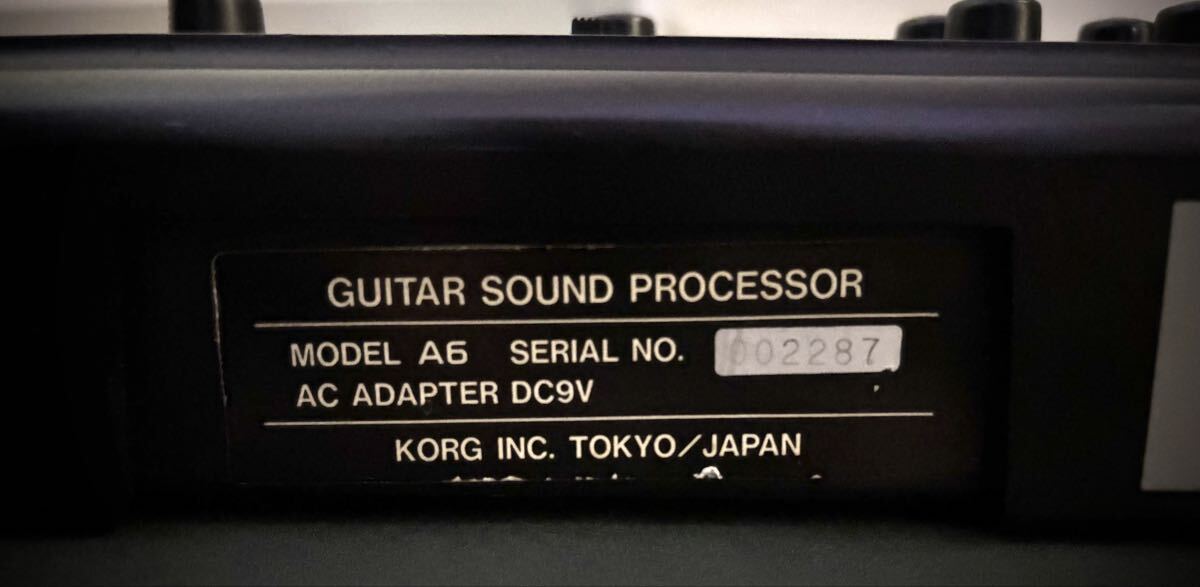 GUITAR SOUND PROCESSOR
MODEL A6 SERIAL NO. 002287
AC ADAPTER DC9V
KORG INC. TOKYO/JAPAN